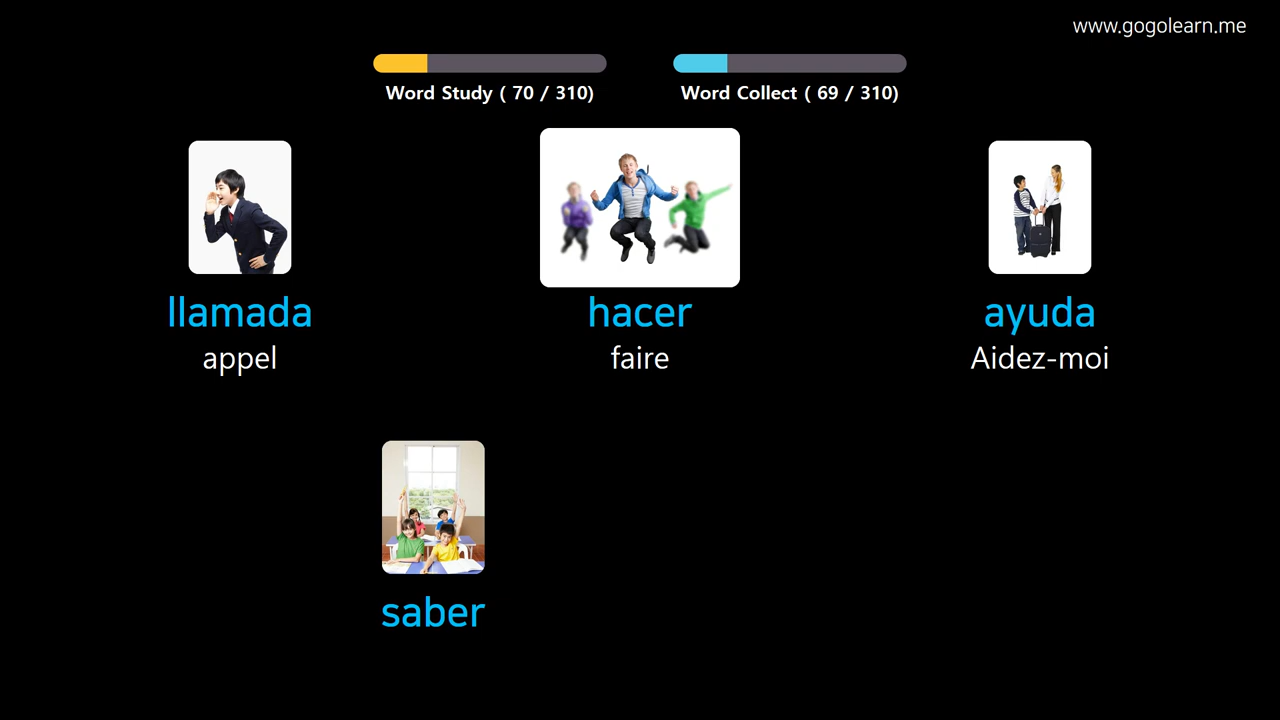 www.gogolearn.me
Word Study ( 70 / 310)
Word Collect ( 69 / 310)
llamada
appel
hacer
faire
ayuda
Aidez-moi
saber